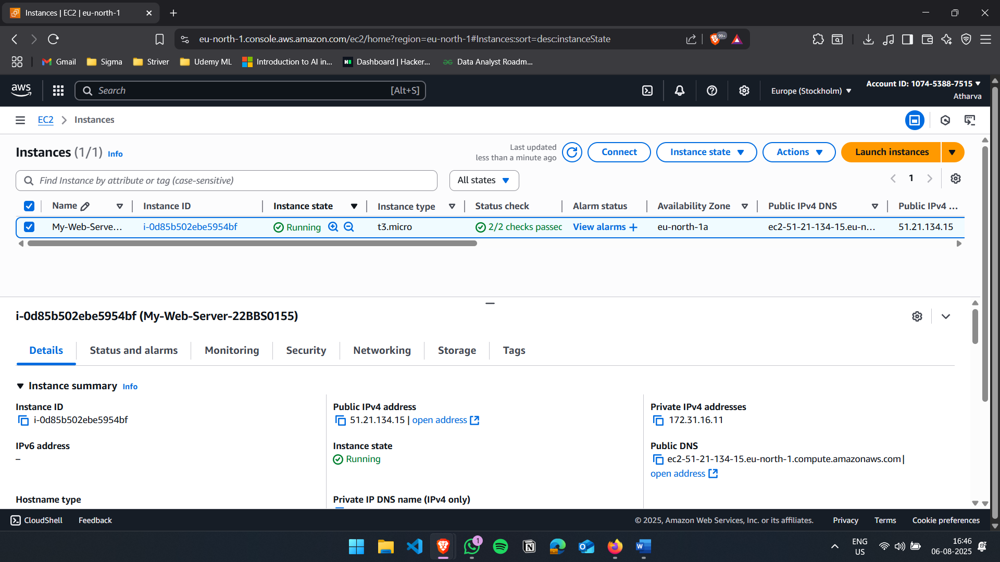 Instances | EC2 | eu-north-1
eu-north-1.console.aws.amazon.com/ec2/home?region=eu-north-1#Instances:sort=desc:instanceState
99+
Gmail
Sigma
Striver
Udemy ML
Introduction to AI in...
Dashboard | Hacker...
Data Analyst Roadm...
aws
Search
[Alt+S]
Europe (Stockholm)
Account ID: 1074-5388-7515
Atharva
EC2
Instances
Instances (1/1) Info
Last updated
less than a minute ago
Connect
Instance state
Actions
Launch instances
Find Instance by attribute or tag (case-sensitive)
All states
1
Name
Instance ID
Instance state
Instance type
Status check
Alarm status
Availability Zone
Public IPv4 DNS
Public IPv4 ...
My-Web-Serve...
i-0d85b502ebe5954bf
Running
t3.micro
2/2 checks passed
View alarms +
eu-north-1a
ec2-51-21-134-15.eu-n...
51.21.134.15
i-0d85b502ebe5954bf (My-Web-Server-22BBS0155)
Details
Status and alarms
Monitoring
Security
Networking
Storage
Tags
Instance summary Info
Instance ID
i-0d85b502ebe5954bf
Public IPv4 address
51.21.134.15 | open address
Private IPv4 addresses
172.31.16.11
IPv6 address
–
Instance state
Running
Public DNS
ec2-51-21-134-15.eu-north-1.compute.amazonaws.com |
open address
Hostname type
Private IP DNS name (IPv4 only)
CloudShell
Feedback
© 2025, Amazon Web Services, Inc. or its affiliates.
Privacy
Terms
Cookie preferences
1
ENG
US
16:46
06-08-2025